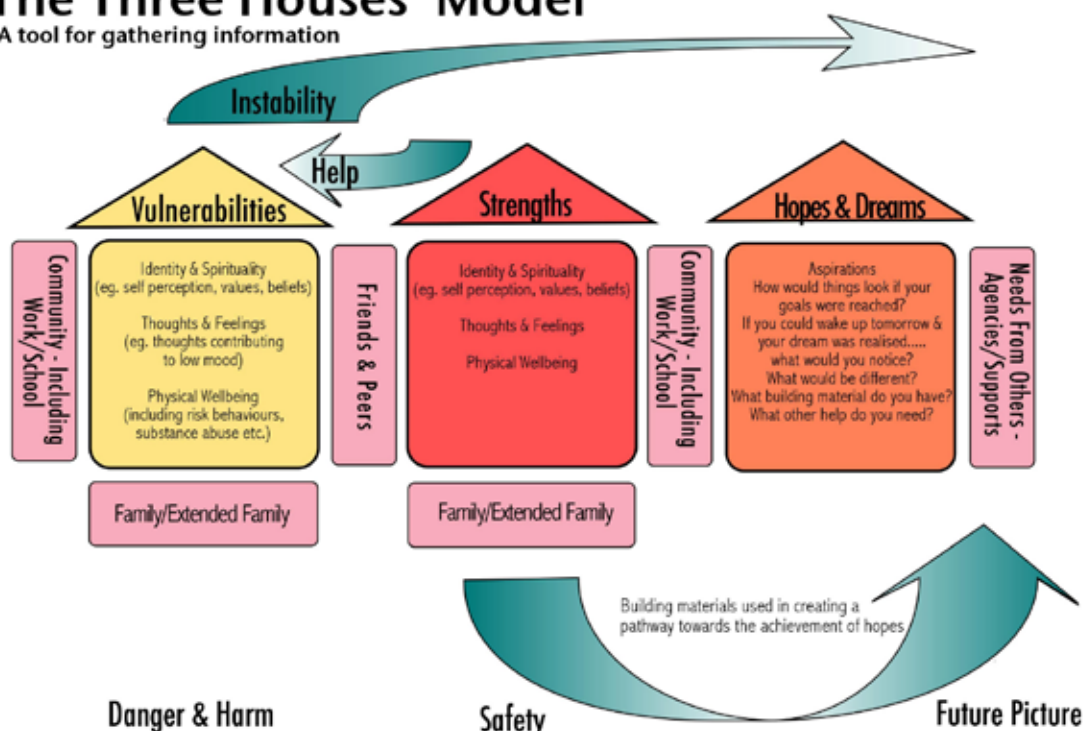 The Three Houses' Model
A tool for gathering information
Instability
Help
Vulnerabilities
Strengths
Hopes & Dreams
Community - Including
Work/School
Identity & Spirituality
(eg. self perception, values, beliefs)
Thoughts & Feelings
(eg. thoughts contributing
to low mood)
Physical Wellbeing
(including risk behaviours,
substance abuse etc.)
Friends & Peers
Identity & Spirituality
(eg. self perception, values, beliefs)
Thoughts & Feelings
Physical Wellbeing
Community - Including
Work/School
Aspirations
How would things look if your
goals were reached?
If you could wake up tomorrow &
your dream was realised.....
what would you notice?
What would be different?
What building material do you have?
What other help do you need?
Needs From Others -
Agencies/Supports
Family/Extended Family
Family/Extended Family
Building materials used in creating a
pathway towards the achievement of hopes
Danger & Harm
Safety
Future Picture